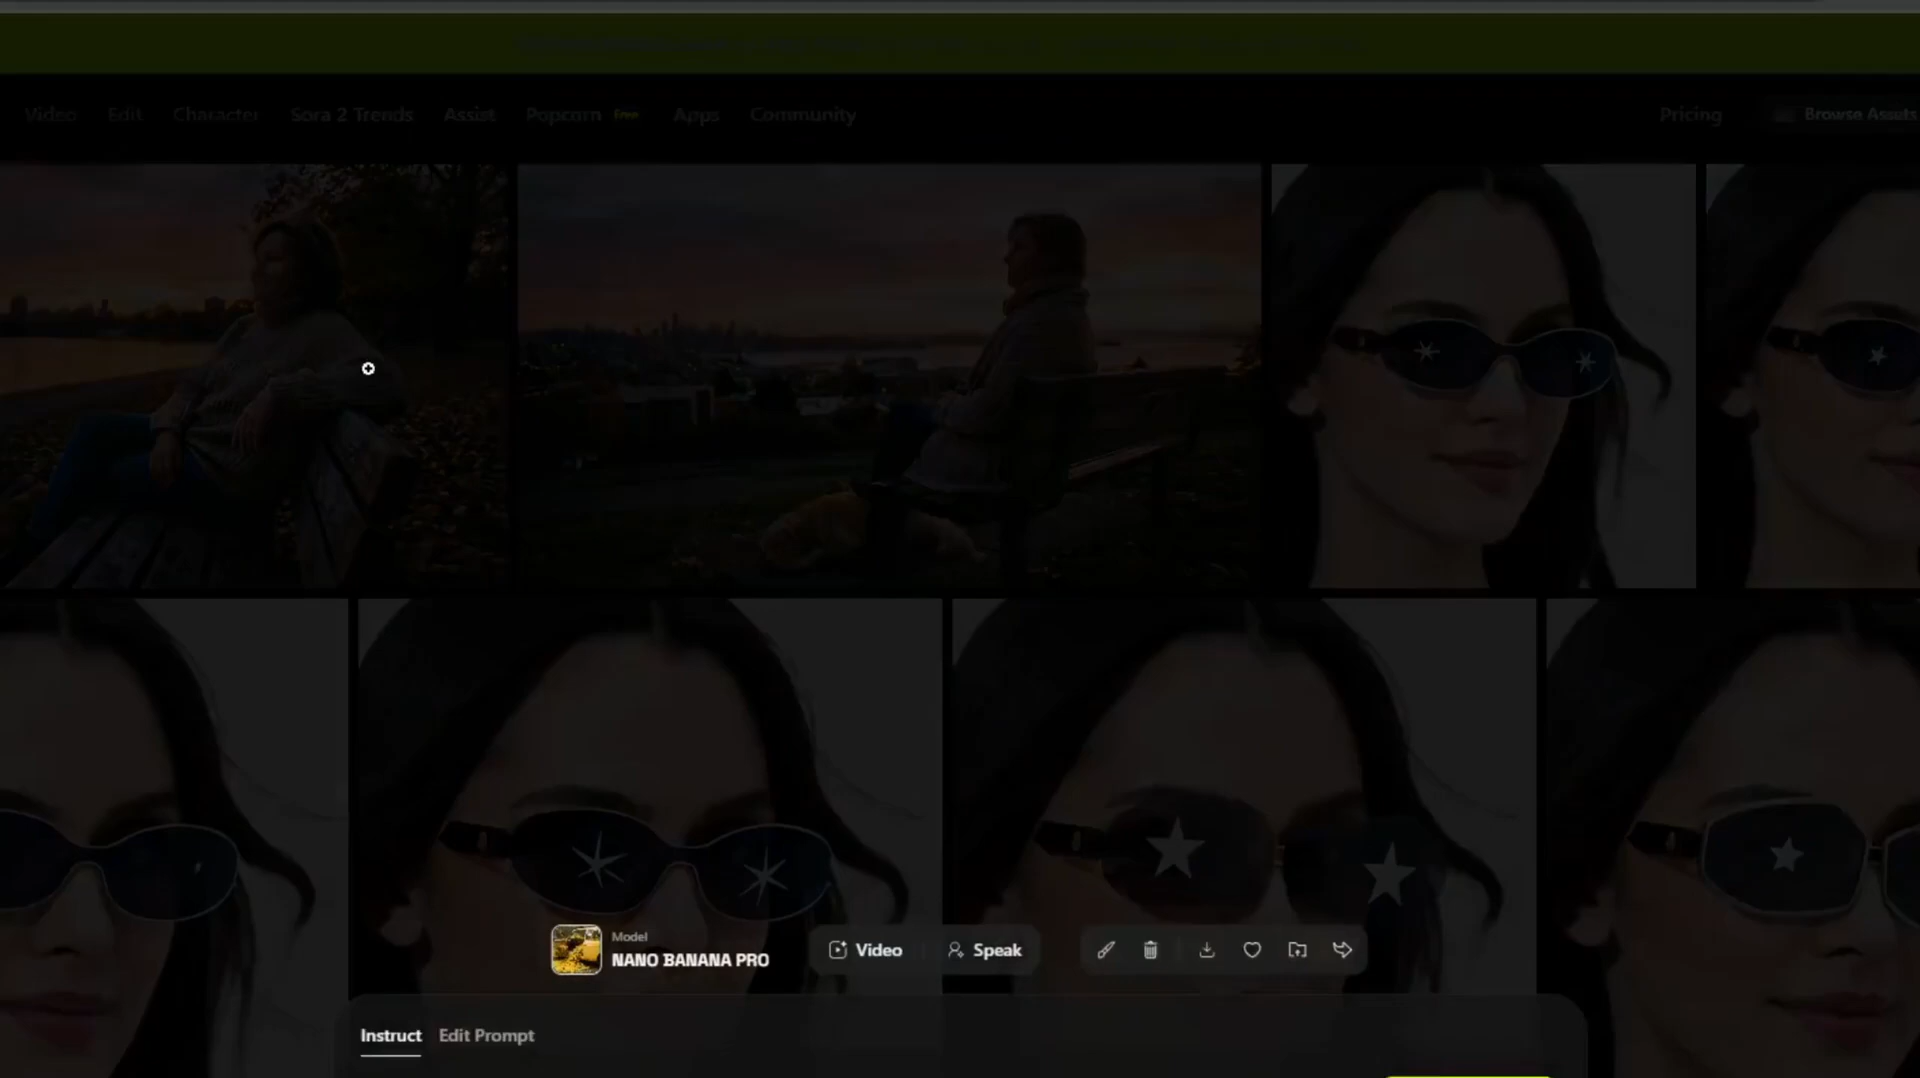 Video Edit Character Sora 2 Trends Assist Popcorn Free Apps Community Pricing Browse Assets
Model
NANO BANANA PRO
Video
Speak
Instruct Edit Prompt